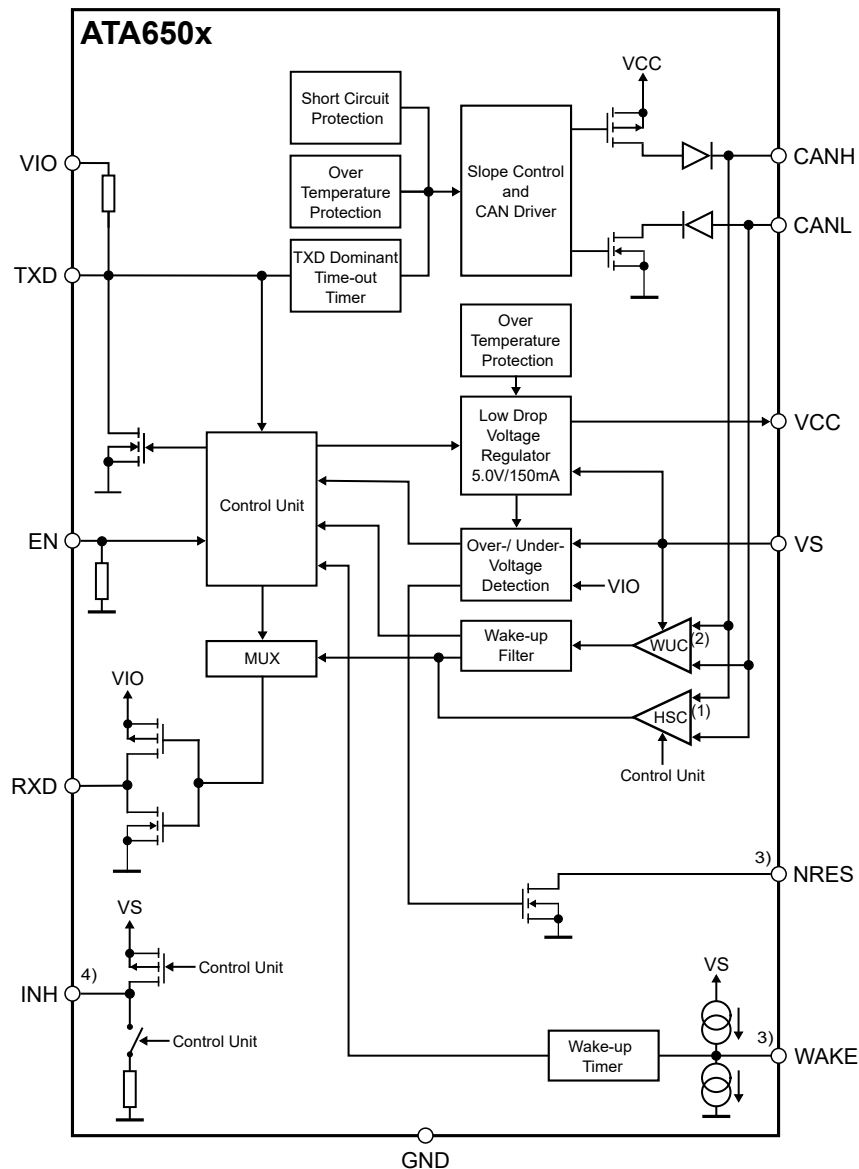 ATA650x
VCC
Short Circuit
Protection
VIO
CANH
Over
Temperature
Protection
Slope Control
and
CAN Driver
CANL
TXD
TXD Dominant
Time-out
Timer
Over
Temperature
Protection
Low Drop
Voltage
Regulator
5.0V/150mA
VCC
Control Unit
EN
Over-/ Under-
Voltage
Detection
VS
VIO
Wake-up
Filter
WUC
(2)
MUX
VIO
HSC
(1)
Control Unit
RXD
3)
NRES
VS
Control Unit
VS
4)
INH
Control Unit
Wake-up
Timer
3)
WAKE
GND